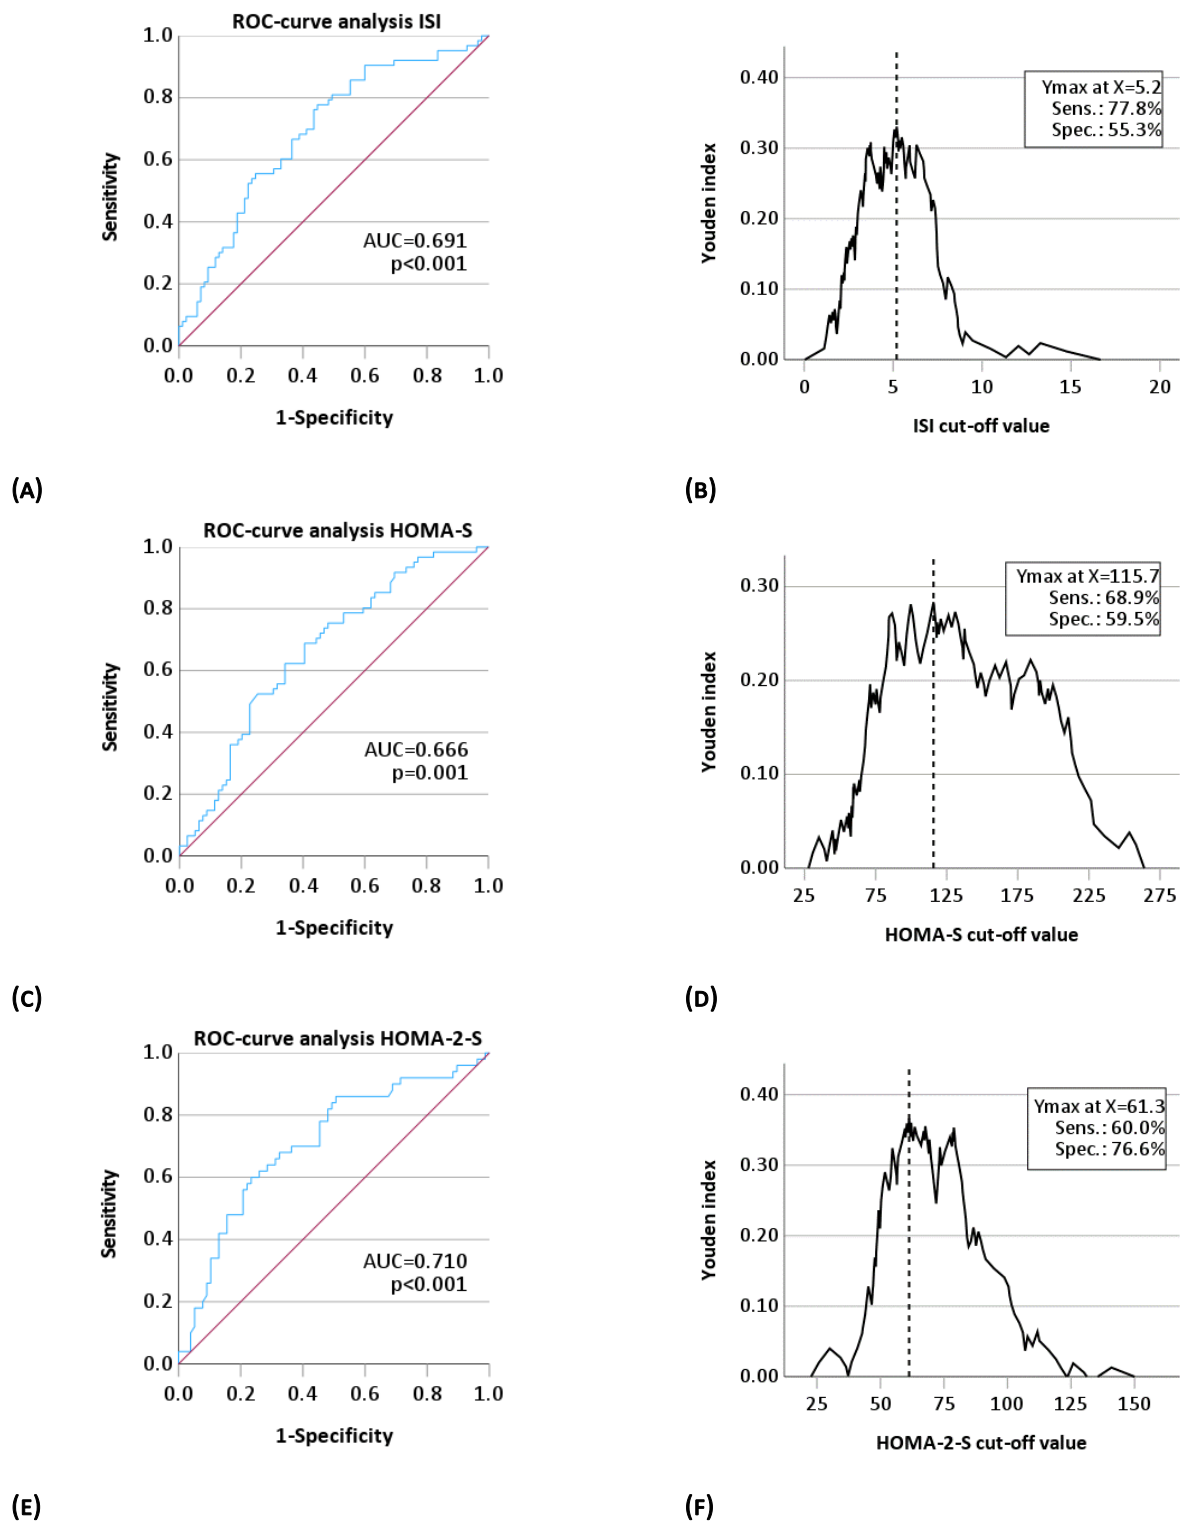 ROC-curve analysis ISI
1.0
0.8
0.6
0.4
0.2
0.0
Sensitivity
AUC=0.691
p<0.001
0.0 0.2 0.4 0.6 0.8 1.0
1-Specificity
(A)
0.40
0.30
0.20
0.10
0.00
Youden index
Ymax at X=5.2
Sens.: 77.8%
Spec.: 55.3%
0 5 10 15 20
ISI cut-off value
(B)
ROC-curve analysis HOMA-S
1.0
0.8
0.6
0.4
0.2
0.0
Sensitivity
AUC=0.666
p=0.001
0.0 0.2 0.4 0.6 0.8 1.0
1-Specificity
(C)
0.30
0.20
0.10
0.00
Youden index
Ymax at X=115.7
Sens.: 68.9%
Spec.: 59.5%
25 75 125 175 225 275
HOMA-S cut-off value
(D)
ROC-curve analysis HOMA-2-S
1.0
0.8
0.6
0.4
0.2
0.0
Sensitivity
AUC=0.710
p<0.001
0.0 0.2 0.4 0.6 0.8 1.0
1-Specificity
(E)
0.40
0.30
0.20
0.10
0.00
Youden index
Ymax at X=61.3
Sens.: 60.0%
Spec.: 76.6%
25 50 75 100 125 150
HOMA-2-S cut-off value
(F)